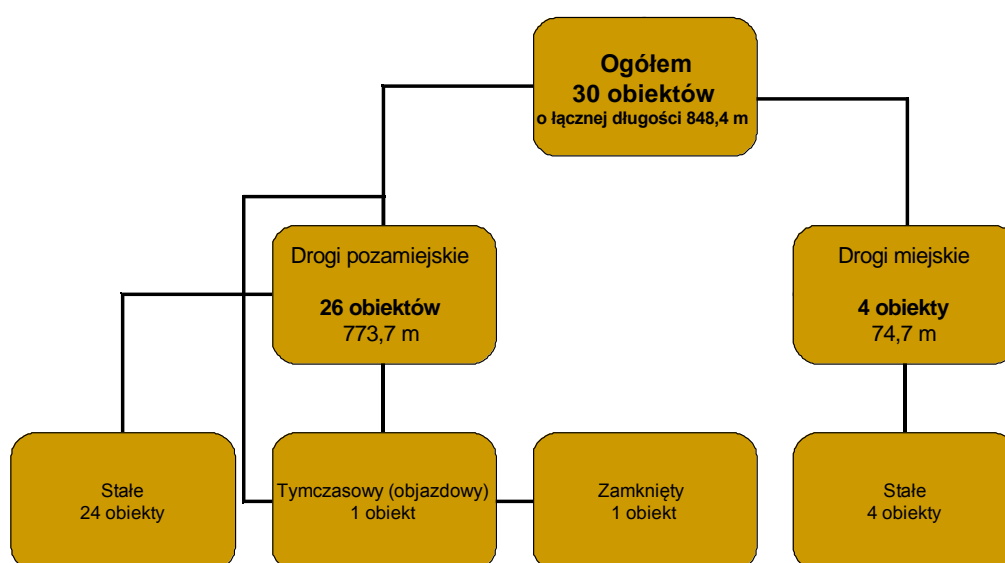 Ogółem
30 obiektów
o łącznej długości 848,4 m
Drogi pozamiejskie
26 obiektów
773,7 m
Drogi miejskie
4 obiekty
74,7 m
Stałe
24 obiekty
Tymczasowy (objazdowy)
1 obiekt
Zamknięty
1 obiekt
Stałe
4 obiekty